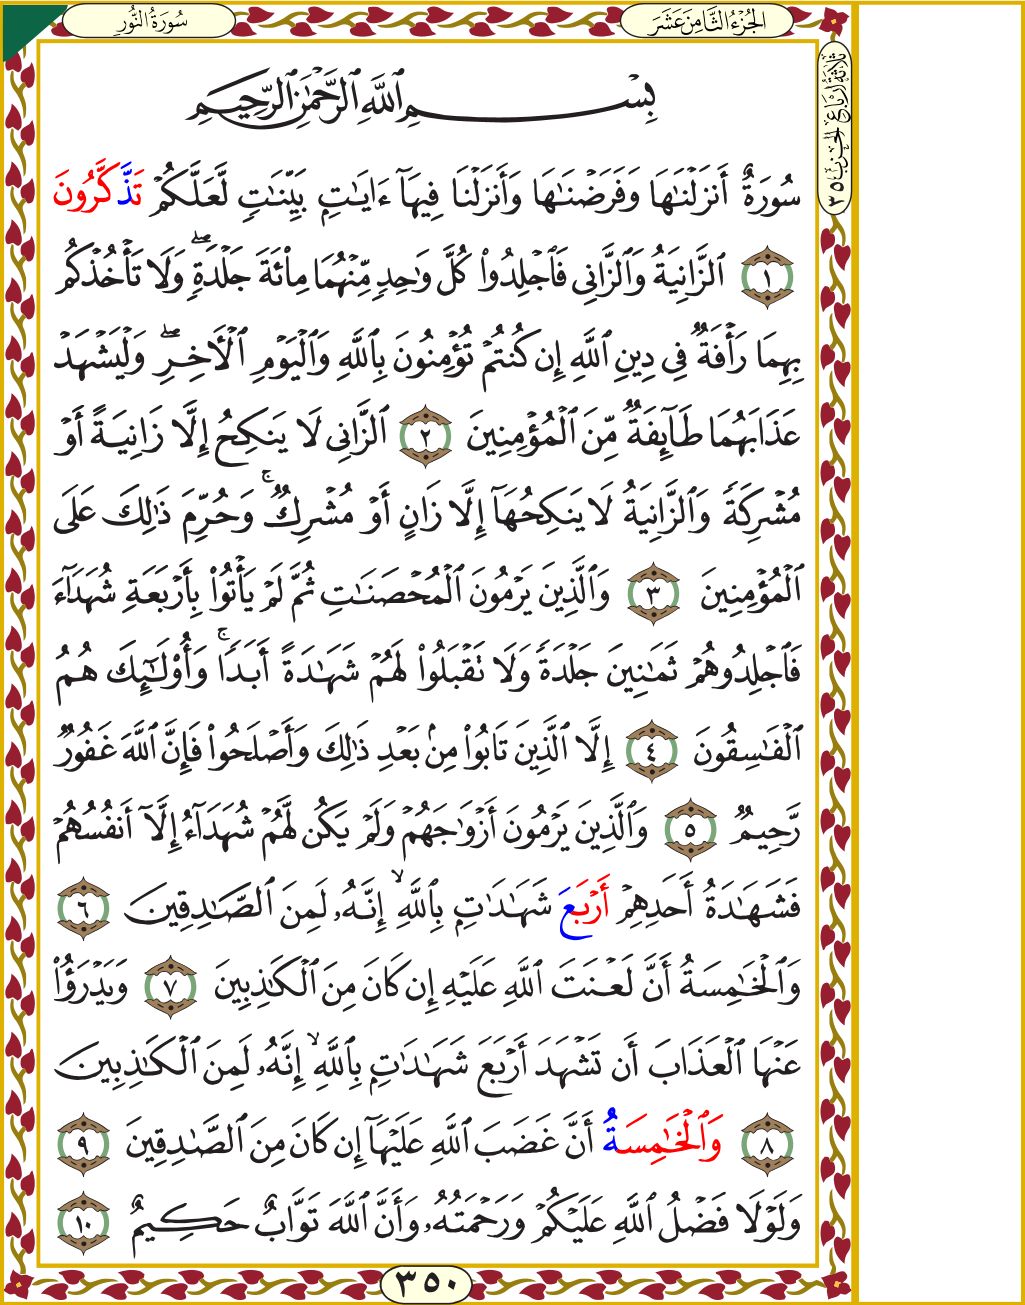 سُورَةُ النُّورِ
الجُزْءُ الثَّامِنَ عَشَرَ
ثَلَاثَةُ أَرْبَاعِ الحِزْبِ ٣٥
بِسْمِ ٱللَّهِ ٱلرَّحْمَٰنِ ٱلرَّحِيمِ
سُورَةٌ أَنزَلْنَٰهَا وَفَرَضْنَٰهَا وَأَنزَلْنَا فِيهَآ ءَايَٰتِۭ بَيِّنَٰتٖ لَّعَلَّكُمْ تَذَّكَّرُونَ
١ ٱلزَّانِيَةُ وَٱلزَّانِى فَٱجْلِدُوا۟ كُلَّ وَٰحِدٍ مِّنْهُمَا مِا۟ئَةَ جَلْدَةٍۖ وَلَا تَأْخُذْكُم
بِهِمَا رَأْفَةٌ فِى دِينِ ٱللَّهِ إِن كُنتُمْ تُؤْمِنُونَ بِٱللَّهِ وَٱلْيَوْمِ ٱلْأَخِرِۖ وَلْيَشْهَدْ
عَذَابَهُمَا طَآئِفَةٌ مِّنَ ٱلْمُؤْمِنِينَ ٢ ٱلزَّانِى لَا يَنكِحُ إِلَّا زَانِيَةً أَوْ
مُشْرِكَةً وَٱلزَّانِيَةُ لَا يَنكِحُهَآ إِلَّا زَانٍ أَوْ مُشْرِكٌۚ وَحُرِّمَ ذَٰلِكَ عَلَى
ٱلْمُؤْمِنِينَ ٣ وَٱلَّذِينَ يَرْمُونَ ٱلْمُحْصَنَٰتِ ثُمَّ لَمْ يَأْتُوا۟ بِأَرْبَعَةِ شُهَدَآءَ
فَٱجْلِدُوهُمْ ثَمَٰنِينَ جَلْدَةً وَلَا تَقْبَلُوا۟ لَهُمْ شَهَٰدَةً أَبَدًاۚ وَأُو۟لَٰٓئِكَ هُمُ
ٱلْفَٰسِقُونَ ٤ إِلَّا ٱلَّذِينَ تَابُوا۟ مِنۢ بَعْدِ ذَٰلِكَ وَأَصْلَحُوا۟ فَإِنَّ ٱللَّهَ غَفُورٌ
رَّحِيمٌ ٥ وَٱلَّذِينَ يَرْمُونَ أَزْوَٰجَهُمْ وَلَمْ يَكُن لَّهُمْ شُهَدَآءُ إِلَّآ أَنفُسُهُمْ
فَشَهَٰدَةُ أَحَدِهِمْ أَرْبَعَ شَهَٰدَٰتِۭ بِٱللَّهِۙ إِنَّهُۥ لَمِنَ ٱلصَّٰدِقِينَ ٦
وَٱلْخَٰمِسَةُ أَنَّ لَعْنَتَ ٱللَّهِ عَلَيْهِ إِن كَانَ مِنَ ٱلْكَٰذِبِينَ ٧ وَيَدْرَؤُا۟
عَنْهَا ٱلْعَذَابَ أَن تَشْهَدَ أَرْبَعَ شَهَٰدَٰتِۭ بِٱللَّهِۙ إِنَّهُۥ لَمِنَ ٱلْكَٰذِبِينَ
٨ وَٱلْخَٰمِسَةُ أَنَّ غَضَبَ ٱللَّهِ عَلَيْهَآ إِن كَانَ مِنَ ٱلصَّٰدِقِينَ ٩
وَلَوْلَا فَضْلُ ٱللَّهِ عَلَيْكُمْ وَرَحْمَتُهُۥ وَأَنَّ ٱللَّهَ تَوَّابٌ حَكِيمٌ ١٠
٣٥٠